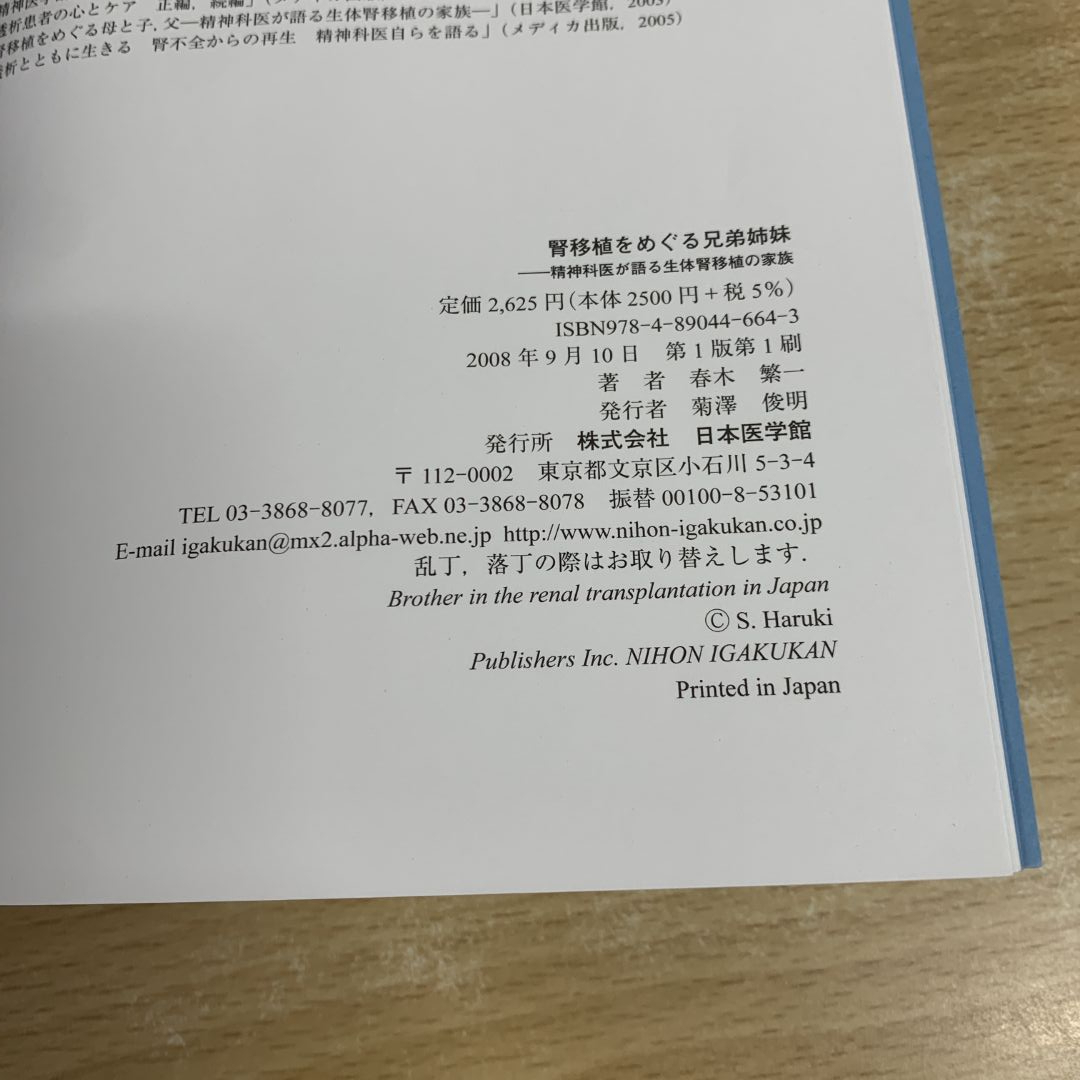 透析患者の心とケア 正編，続編」
腎移植をめぐる母と子，父―精神科医が語る生体腎移植の家族―」（日本医学館，2003）
透析とともに生きる 腎不全からの再生 精神科医自らを語る」（メディカ出版，2005）
腎移植をめぐる兄弟姉妹
――精神科医が語る生体腎移植の家族
定価 2,625 円（本体 2500 円＋税 5％）
ISBN978-4-89044-664-3
2008 年 9 月 10 日 第 1 版第 1 刷
著 者 春木 繁一
発行者 菊澤 俊明
発行所 株式会社 日本医学館
〒 112-0002 東京都文京区小石川 5-3-4
TEL 03-3868-8077，FAX 03-3868-8078 振替 00100-8-53101
E-mail igakukan@mx2.alpha-web.ne.jp http://www.nihon-igakukan.co.jp
乱丁，落丁の際はお取り替えします．
Brother in the renal transplantation in Japan
Ⓒ S. Haruki
Publishers Inc. NIHON IGAKUKAN
Printed in Japan